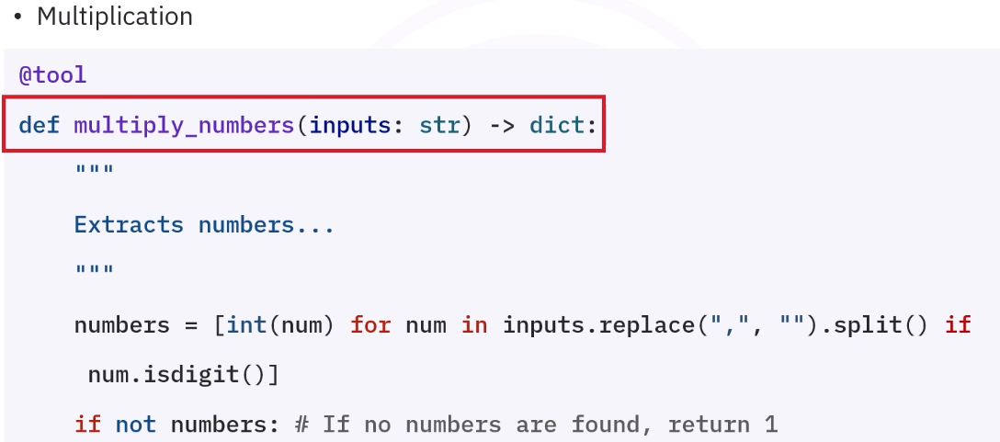 • Multiplication
@tool
def multiply_numbers(inputs: str) -> dict:
"""
Extracts numbers...
"""
numbers = [int(num) for num in inputs.replace(",", "").split() if
num.isdigit()]
if not numbers: # If no numbers are found, return 1